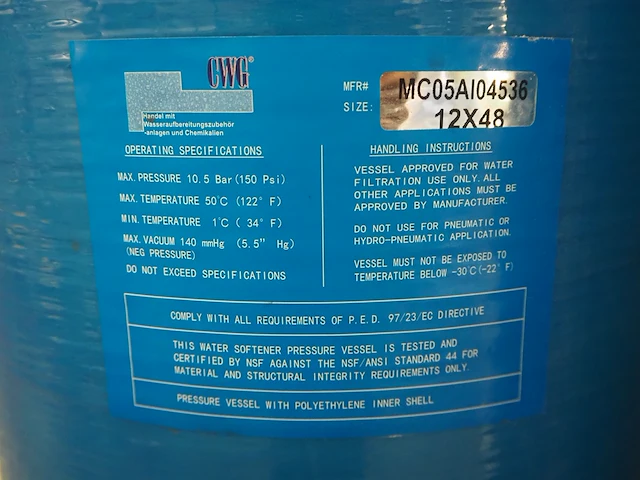 CWG®
Handel mit
Wasseraufbereitungszubehör
-anlagen und Chemikalien
MFR# MC05AI04536
SIZE: 12X48
OPERATING SPECIFICATIONS
MAX. PRESSURE 10.5 Bar (150 Psi)
MAX. TEMPERATURE 50℃ (122° F)
MIN. TEMPERATURE 1℃ ( 34° F)
MAX. VACUUM 140 mmHg (5.5" Hg)
(NEG PRESSURE)
DO NOT EXCEED SPECIFICATIONS
HANDLING INSTRUCTIONS
VESSEL APPROVED FOR WATER
FILTRATION USE ONLY. ALL
OTHER APPLICATIONS MUST BE
APPROVED BY MANUFACTURER.
DO NOT USE FOR PNEUMATIC OR
HYDRO-PNEUMATIC APPLICATION.
VESSEL MUST NOT BE EXPOSED TO
TEMPERATURE BELOW -30℃ (-22° F)
COMPLY WITH ALL REQUIREMENTS OF P.E.D. 97/23/EC DIRECTIVE
THIS WATER SOFTENER PRESSURE VESSEL IS TESTED AND
CERTIFIED BY NSF AGAINST THE NSF/ANSI STANDARD 44 FOR
MATERIAL AND STRUCTURAL INTEGRITY REQUIREMENTS ONLY.
PRESSURE VESSEL WITH POLYETHYLENE INNER SHELL